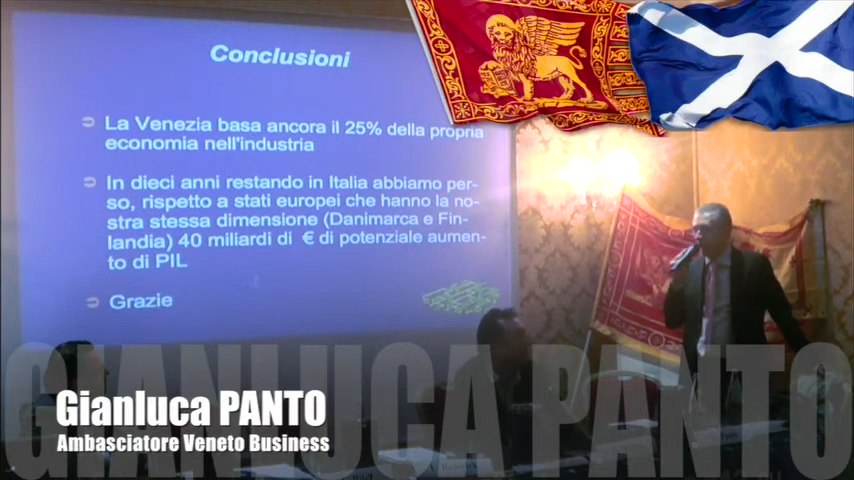 Conclusioni
La Venezia basa ancora il 25% della propria
economia nell'industria
In dieci anni restando in Italia abbiamo per-
so, rispetto a stati europei che hanno la no-
stra stessa dimensione (Danimarca e Fin-
landia) 40 miliardi di € di potenziale aumen-
to di PIL
Grazie
GIANLUCA PANTO
Gianluca PANTO
Ambasciatore Veneto Business